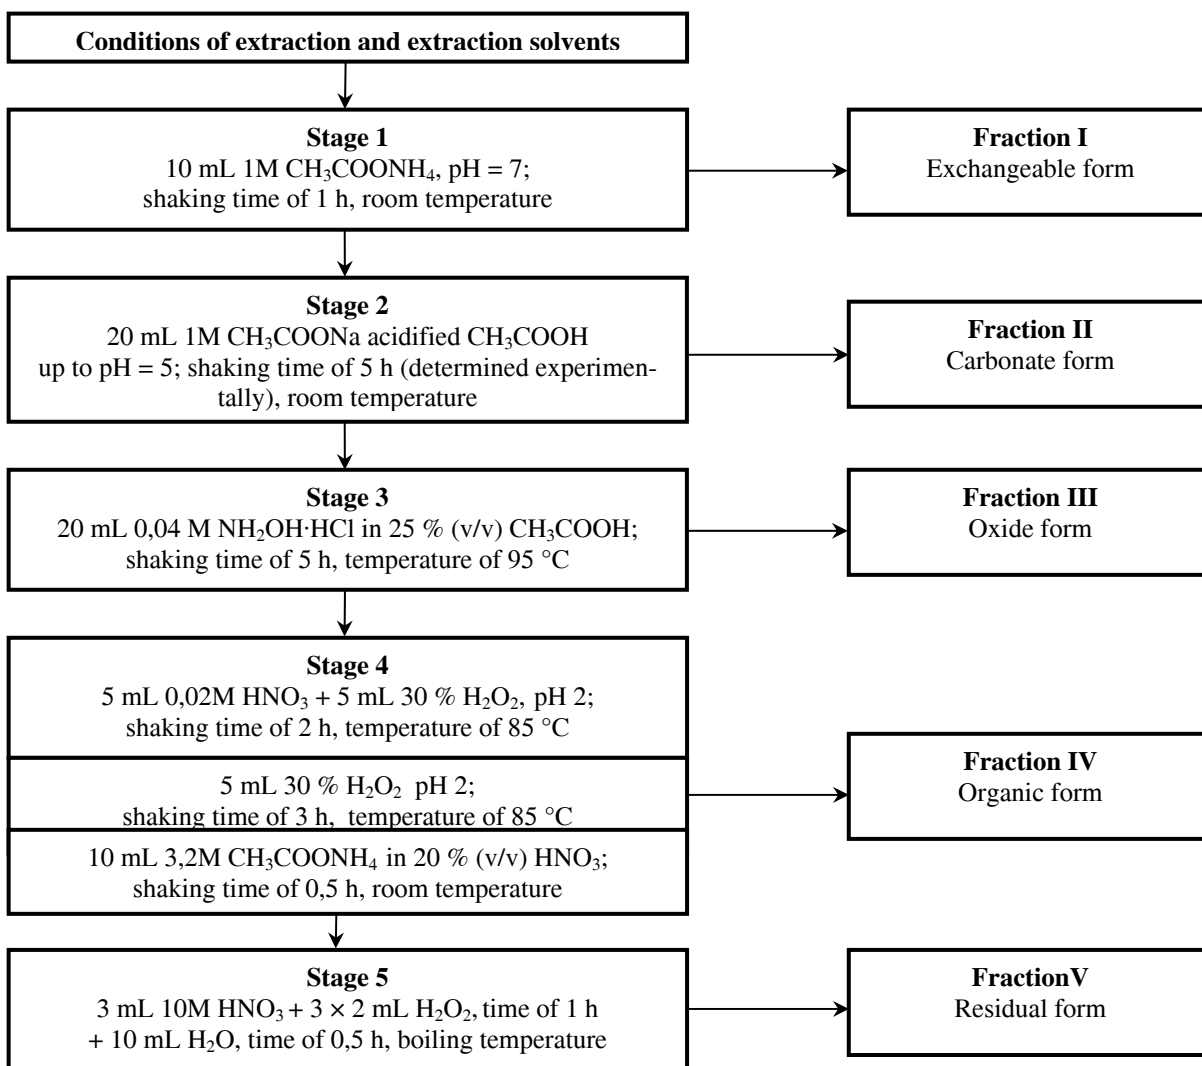 Conditions of extraction and extraction solvents
Stage 1
10 mL 1M CH₃COONH₄, pH = 7;
shaking time of 1 h, room temperature
Fraction I
Exchangeable form
Stage 2
20 mL 1M CH₃COONa acidified CH₃COOH
up to pH = 5; shaking time of 5 h (determined experimen-
tally), room temperature
Fraction II
Carbonate form
Stage 3
20 mL 0,04 M NH₂OH·HCl in 25 % (v/v) CH₃COOH;
shaking time of 5 h, temperature of 95 °C
Fraction III
Oxide form
Stage 4
5 mL 0,02M HNO₃ + 5 mL 30 % H₂O₂, pH 2;
shaking time of 2 h, temperature of 85 °C
5 mL 30 % H₂O₂ pH 2;
shaking time of 3 h, temperature of 85 °C
10 mL 3,2M CH₃COONH₄ in 20 % (v/v) HNO₃;
shaking time of 0,5 h, room temperature
Fraction IV
Organic form
Stage 5
3 mL 10M HNO₃ + 3 × 2 mL H₂O₂, time of 1 h
+ 10 mL H₂O, time of 0,5 h, boiling temperature
FractionV
Residual form